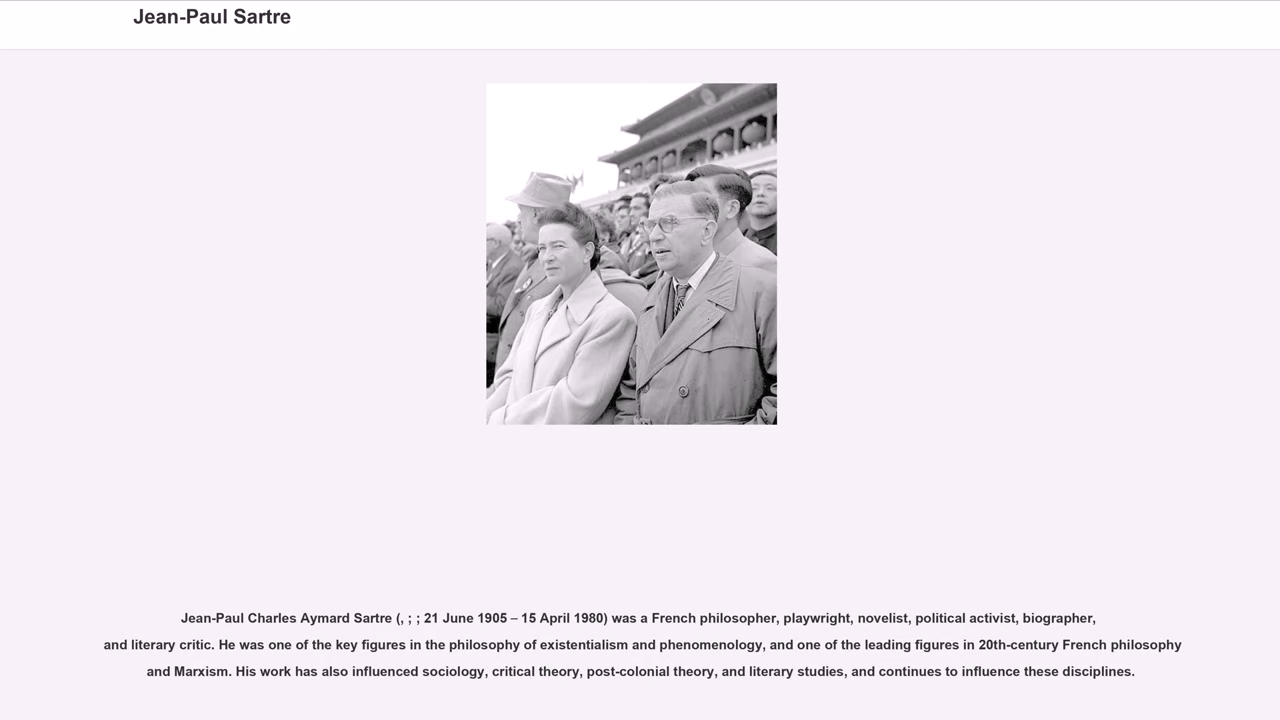 Jean-Paul Sartre
Jean-Paul Charles Aymard Sartre (, ; ; 21 June 1905 – 15 April 1980) was a French philosopher, playwright, novelist, political activist, biographer,
and literary critic. He was one of the key figures in the philosophy of existentialism and phenomenology, and one of the leading figures in 20th-century French philosophy
and Marxism. His work has also influenced sociology, critical theory, post-colonial theory, and literary studies, and continues to influence these disciplines.